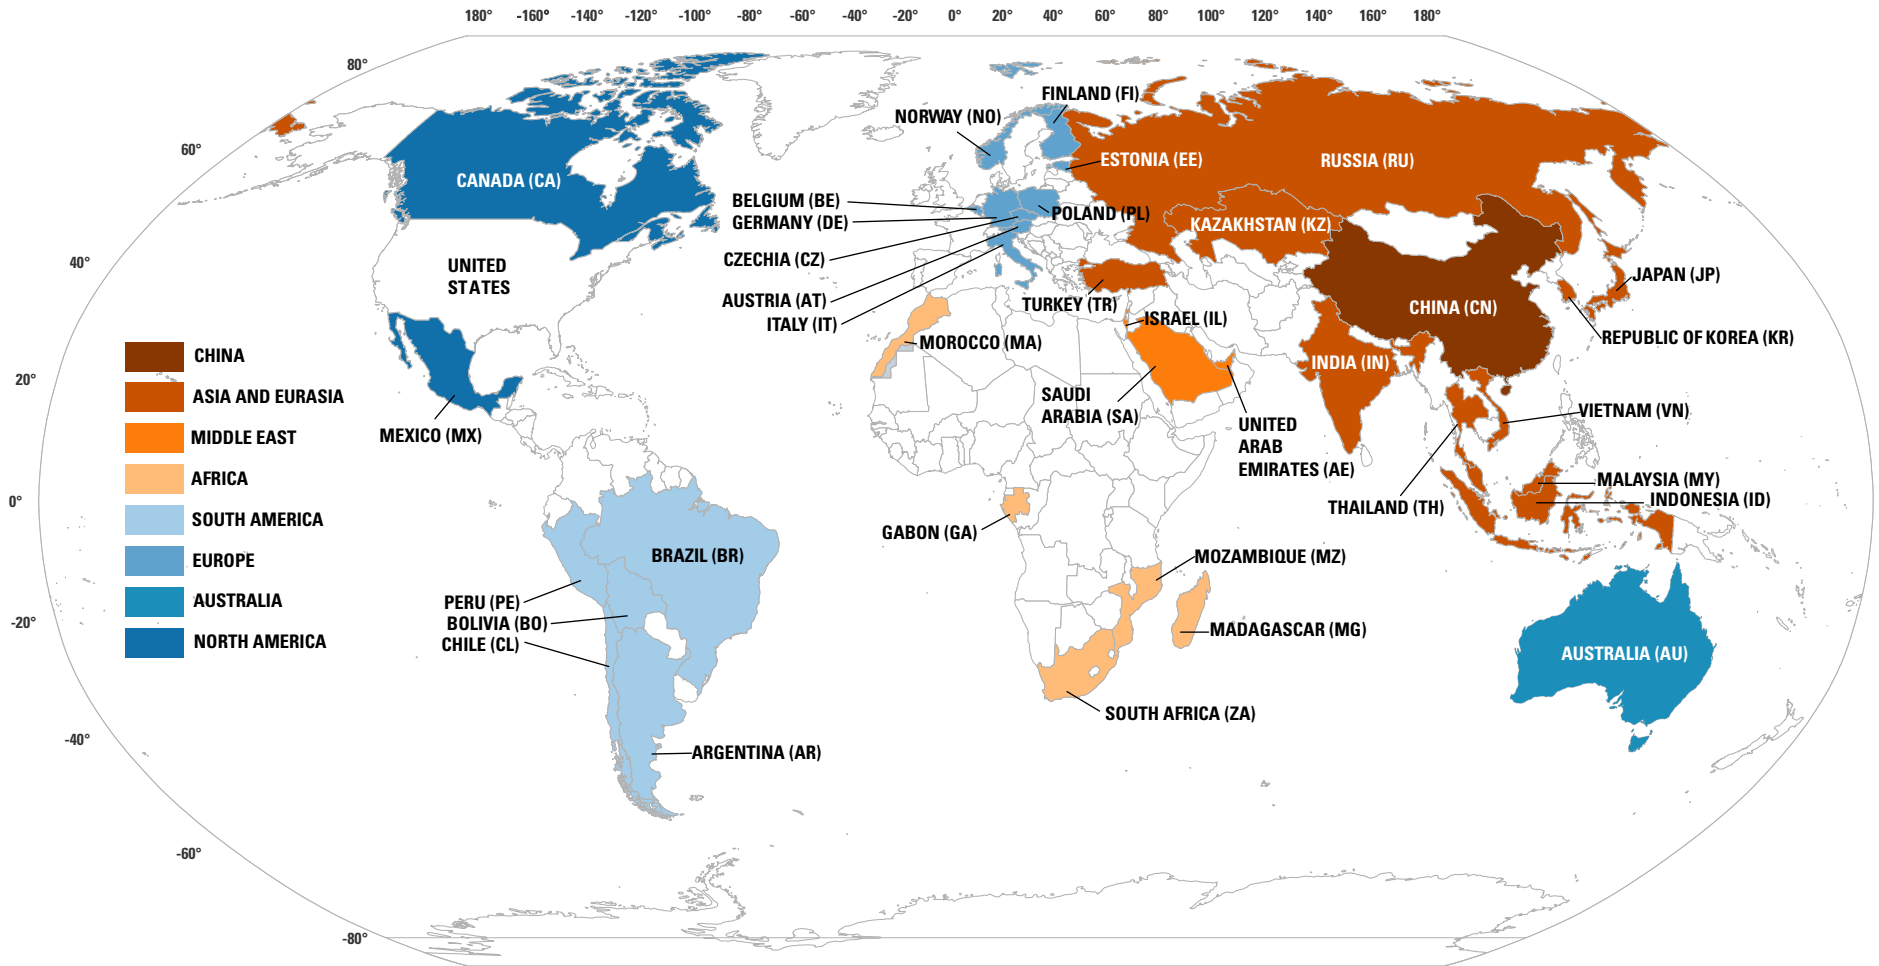 180° -160° -140° -120° -100° -80° -60° -40° -20° 0° 20° 40° 60° 80° 100° 120° 140° 160° 180°
80°
60°
40°
20°
0°
-20°
-40°
-60°
-80°
FINLAND (FI)
NORWAY (NO)
ESTONIA (EE)
RUSSIA (RU)
CANADA (CA)
BELGIUM (BE)
GERMANY (DE)
POLAND (PL)
KAZAKHSTAN (KZ)
CZECHIA (CZ)
UNITED
STATES
JAPAN (JP)
AUSTRIA (AT)
TURKEY (TR)
CHINA (CN)
ITALY (IT)
ISRAEL (IL)
REPUBLIC OF KOREA (KR)
MOROCCO (MA)
INDIA (IN)
SAUDI
ARABIA (SA)
VIETNAM (VN)
UNITED
ARAB
EMIRATES (AE)
MEXICO (MX)
MALAYSIA (MY)
INDONESIA (ID)
THAILAND (TH)
GABON (GA)
BRAZIL (BR)
MOZAMBIQUE (MZ)
PERU (PE)
BOLIVIA (BO)
CHILE (CL)
MADAGASCAR (MG)
AUSTRALIA (AU)
SOUTH AFRICA (ZA)
ARGENTINA (AR)
CHINA
ASIA AND EURASIA
MIDDLE EAST
AFRICA
SOUTH AMERICA
EUROPE
AUSTRALIA
NORTH AMERICA